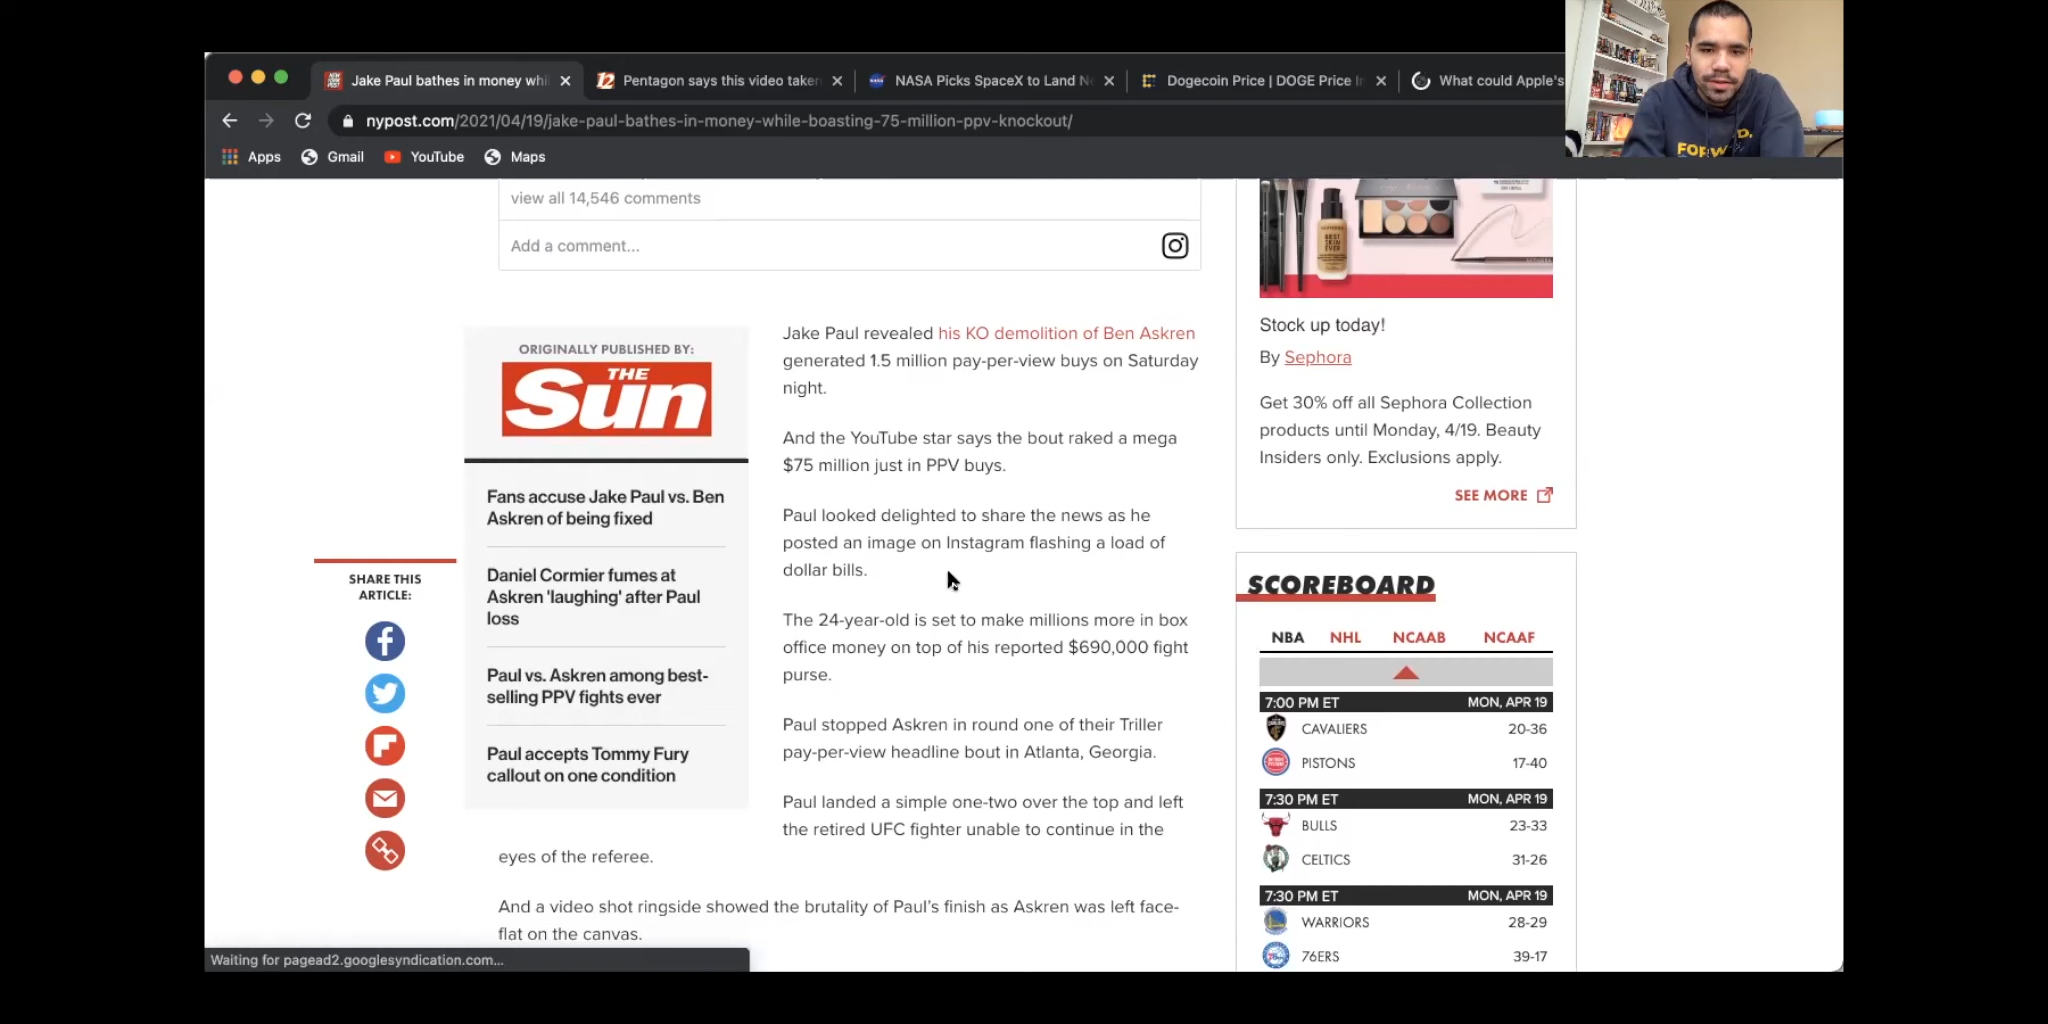 Jake Paul bathes in money whi
Pentagon says this video taken
NASA Picks SpaceX to Land N
Dogecoin Price | DOGE Price I
What could Apple's
nypost.com/2021/04/19/jake-paul-bathes-in-money-while-boasting-75-million-ppv-knockout/
Apps
Gmail
YouTube
Maps
view all 14,546 comments
Add a comment...
ORIGINALLY PUBLISHED BY:
THE
Sun
Fans accuse Jake Paul vs. Ben
Askren of being fixed
Daniel Cormier fumes at
Askren 'laughing' after Paul
loss
Paul vs. Askren among best-
selling PPV fights ever
Paul accepts Tommy Fury
callout on one condition
SHARE THIS
ARTICLE:
Jake Paul revealed his KO demolition of Ben Askren
generated 1.5 million pay-per-view buys on Saturday
night.
And the YouTube star says the bout raked a mega
$75 million just in PPV buys.
Paul looked delighted to share the news as he
posted an image on Instagram flashing a load of
dollar bills.
The 24-year-old is set to make millions more in box
office money on top of his reported $690,000 fight
purse.
Paul stopped Askren in round one of their Triller
pay-per-view headline bout in Atlanta, Georgia.
Paul landed a simple one-two over the top and left
the retired UFC fighter unable to continue in the
eyes of the referee.
And a video shot ringside showed the brutality of Paul's finish as Askren was left face-
flat on the canvas.
Waiting for pagead2.googlesyndication.com...
BEST
SKIN
EVER
Stock up today!
By Sephora
Get 30% off all Sephora Collection
products until Monday, 4/19. Beauty
Insiders only. Exclusions apply.
SEE MORE
SCOREBOARD
NBA NHL NCAAB NCAAF
7:00 PM ET MON, APR 19
CAVALIERS 20-36
PISTONS 17-40
7:30 PM ET MON, APR 19
BULLS 23-33
CELTICS 31-26
7:30 PM ET MON, APR 19
WARRIORS 28-29
76ERS 39-17